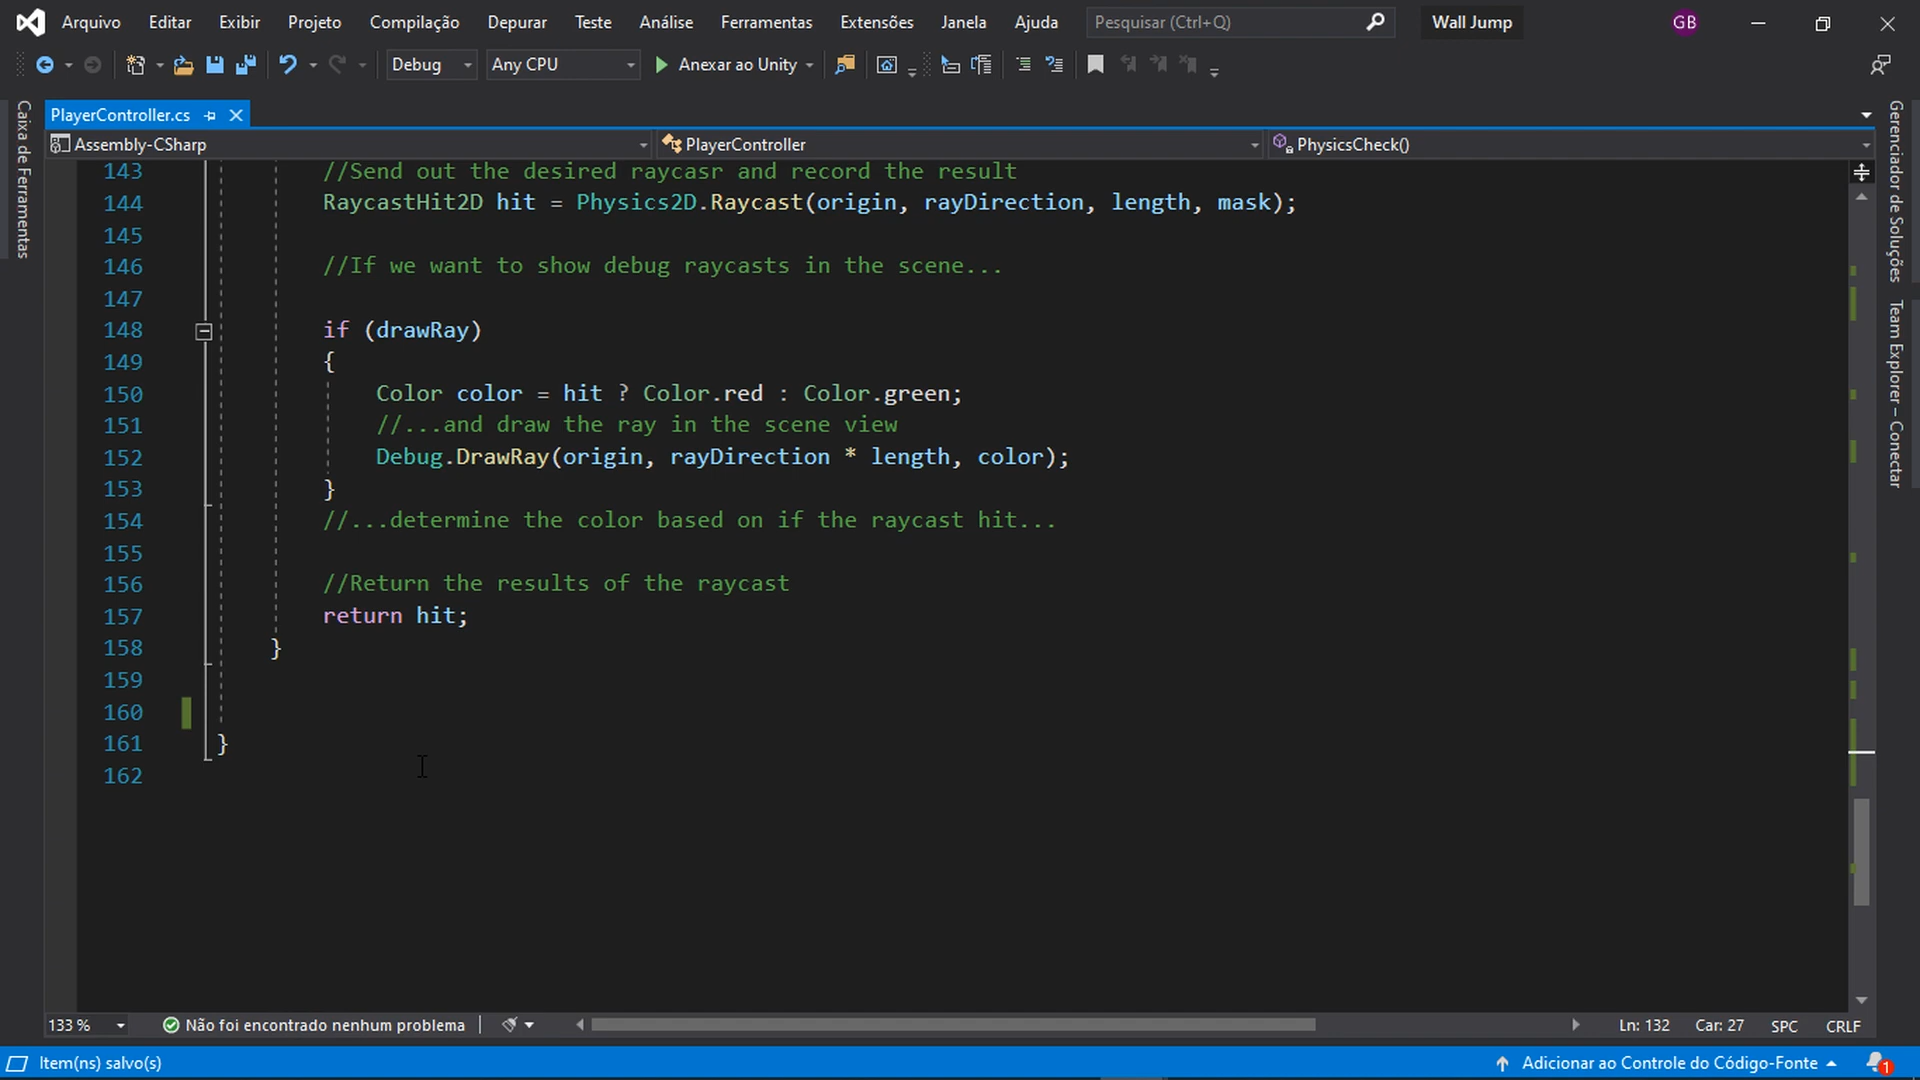 Arquivo Editar Exibir Projeto Compilação Depurar Teste Análise Ferramentas Extensões Janela Ajuda Pesquisar (Ctrl+Q) Wall Jump GB
Debug Any CPU Anexar ao Unity
PlayerController.cs
Assembly-CSharp PlayerController PhysicsCheck()
Caixa de Ferramentas
143 //Send out the desired raycasr and record the result
144 RaycastHit2D hit = Physics2D.Raycast(origin, rayDirection, length, mask);
145
146 //If we want to show debug raycasts in the scene...
147
148 if (drawRay)
149 {
150 Color color = hit ? Color.red : Color.green;
151 //...and draw the ray in the scene view
152 Debug.DrawRay(origin, rayDirection * length, color);
153 }
154 //...determine the color based on if the raycast hit...
155
156 //Return the results of the raycast
157 return hit;
158 }
159
160
161 }
162
Gerenciador de Soluções
Team Explorer – Conectar
133 % Não foi encontrado nenhum problema Ln: 132 Car: 27 SPC CRLF
Item(ns) salvo(s) Adicionar ao Controle do Código-Fonte 1